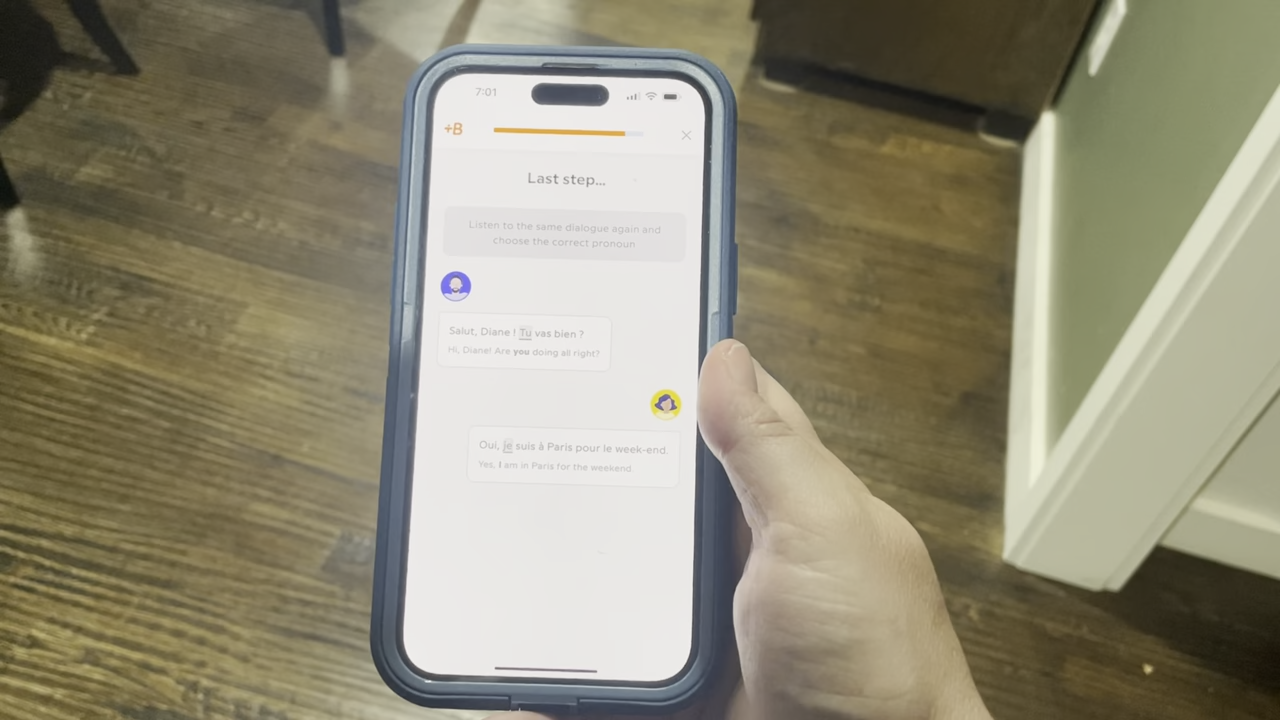 7:01
+B
Last step...
Listen to the same dialogue again and
choose the correct pronoun
Salut, Diane ! Tu vas bien ?
Hi, Diane! Are you doing all right?
Oui, je suis à Paris pour le week-end.
Yes, I am in Paris for the weekend